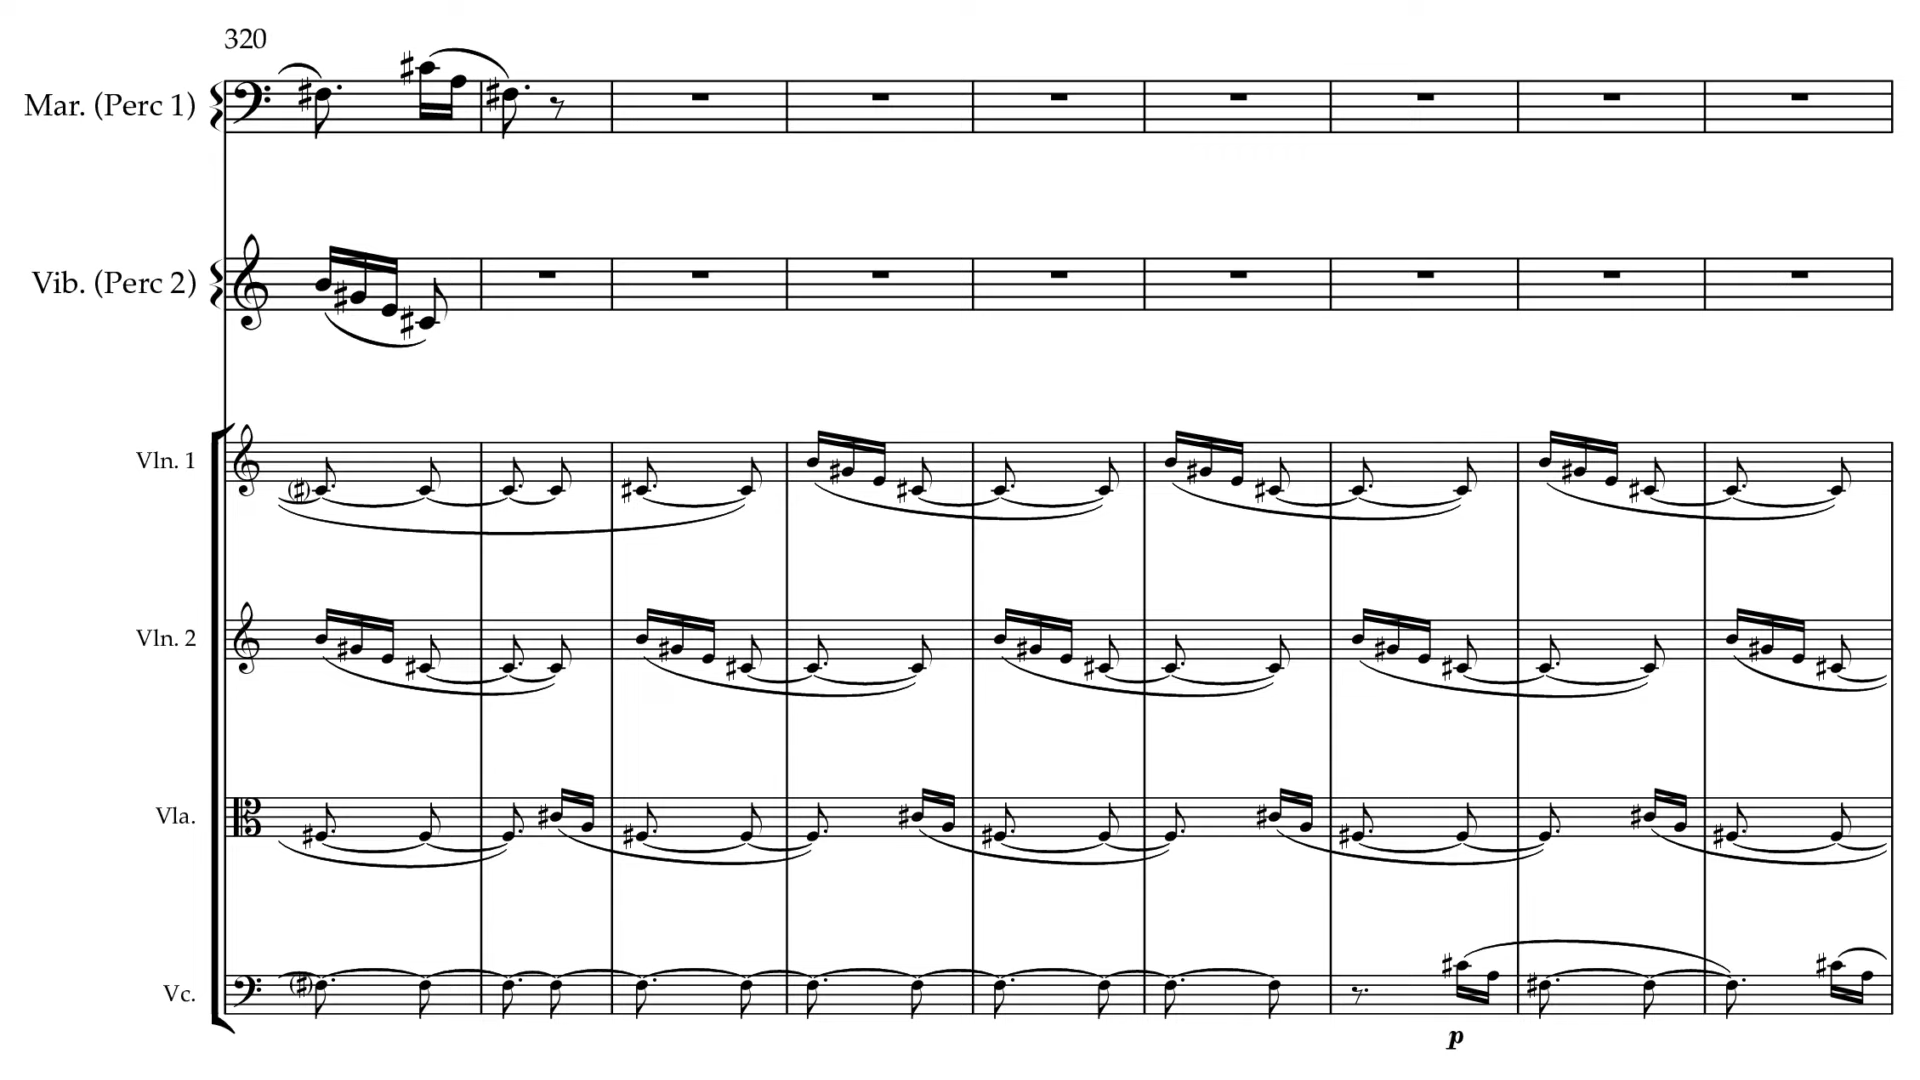 320
Mar. (Perc 1)
Vib. (Perc 2)
Vln. 1
Vln. 2
Vla.
Vc.
p